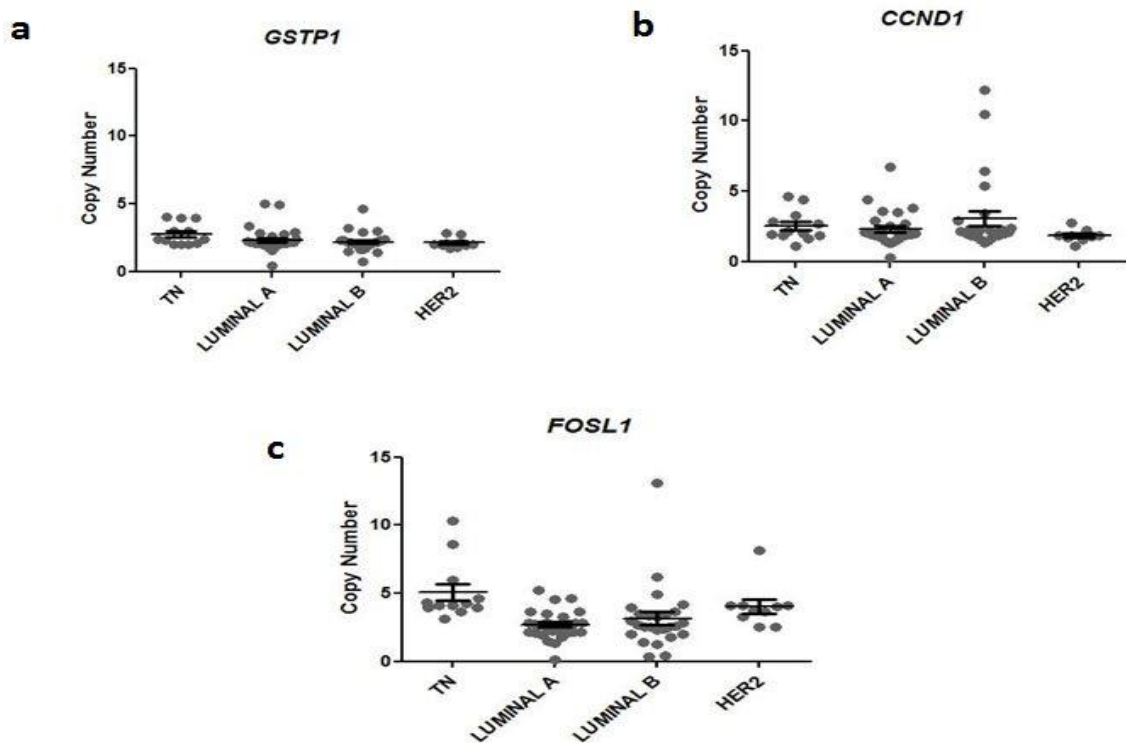 a
GSTP1
Copy Number
15
10
5
0
TN
LUMINAL A
LUMINAL B
HER2
b
CCND1
Copy Number
15
10
5
0
TN
LUMINAL A
LUMINAL B
HER2
c
FOSL1
Copy Number
15
10
5
0
TN
LUMINAL A
LUMINAL B
HER2